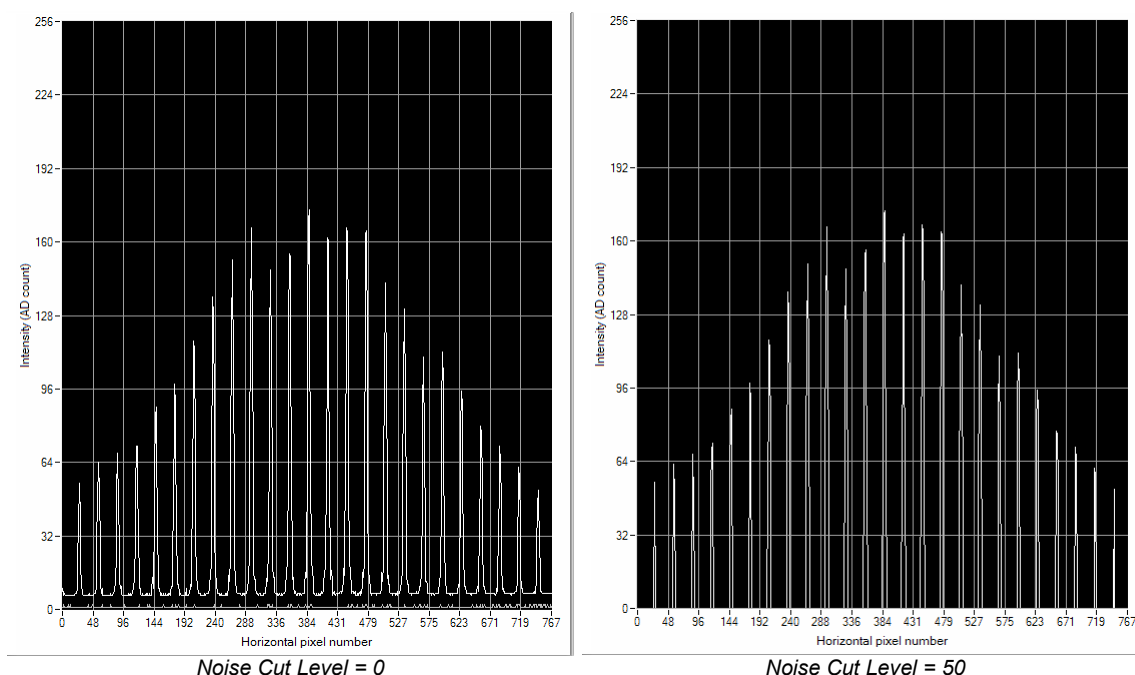 256
224
192
160
128
96
64
32
0
Intensity (AD count)
0 48 96 144 192 240 288 336 384 431 479 527 575 623 671 719 767
Horizontal pixel number
Noise Cut Level = 0
256
224
192
160
128
96
64
32
0
Intensity (AD count)
0 48 96 144 192 240 288 336 384 431 479 527 575 623 671 719 767
Horizontal pixel number
Noise Cut Level = 50